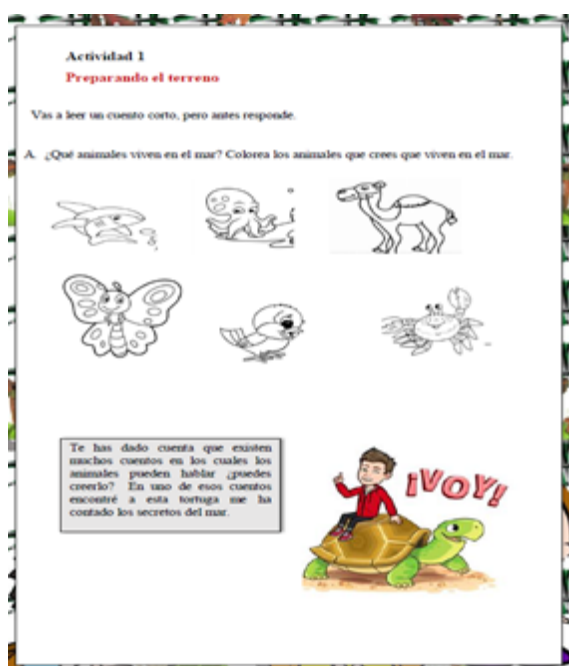 Actividad 1
Preparando el terreno
Vas a leer un cuento corto, pero antes responde.
A. ¿Qué animales viven en el mar? Colorea los animales que crees que viven en el mar.
Te has dado cuenta que existen
muchos cuentos en los cuales los
animales pueden hablar ¿puedes
creerlo? En uno de esos cuentos
encontré a esta tortuga me ha
contado los secretos del mar.
¡VOY!